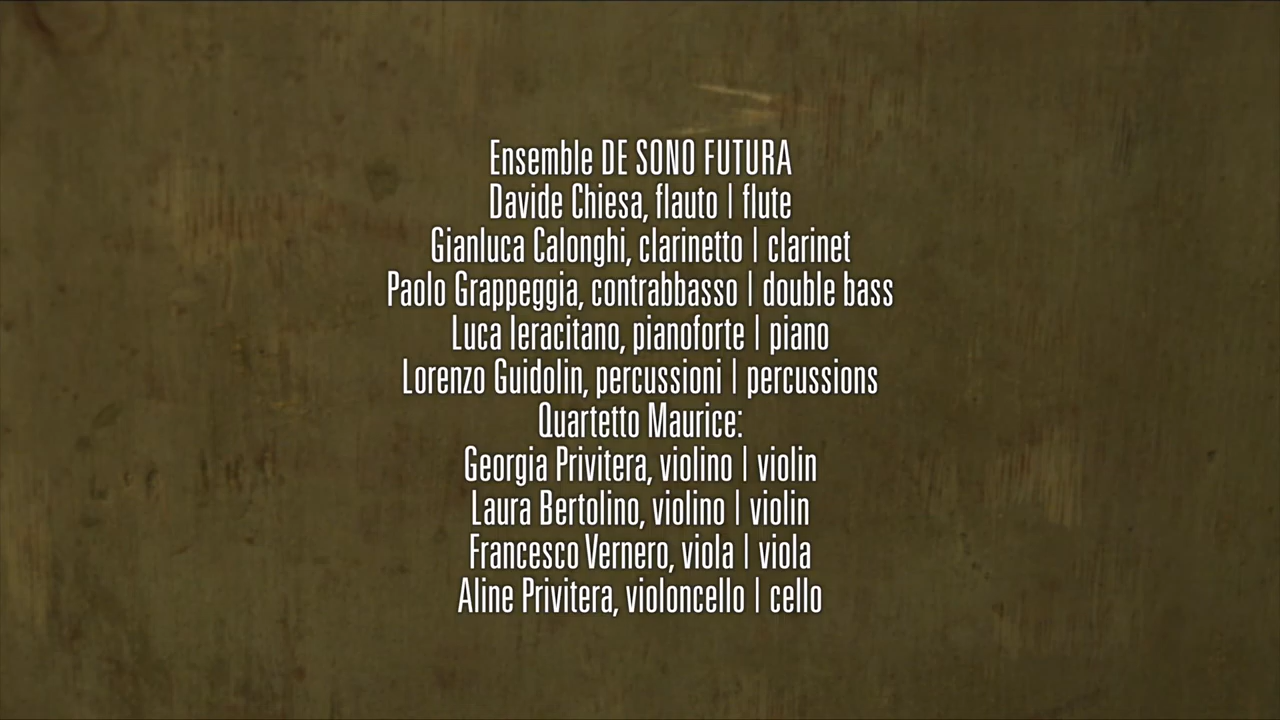 Ensemble DE SONO FUTURA
Davide Chiesa, flauto | flute
Gianluca Calonghi, clarinetto | clarinet
Paolo Grappeggia, contrabbasso | double bass
Luca Ieracitano, pianoforte | piano
Lorenzo Guidolin, percussioni | percussions
Quartetto Maurice:
Georgia Privitera, violino | violin
Laura Bertolino, violino | violin
Francesco Vernero, viola | viola
Aline Privitera, violoncello | cello